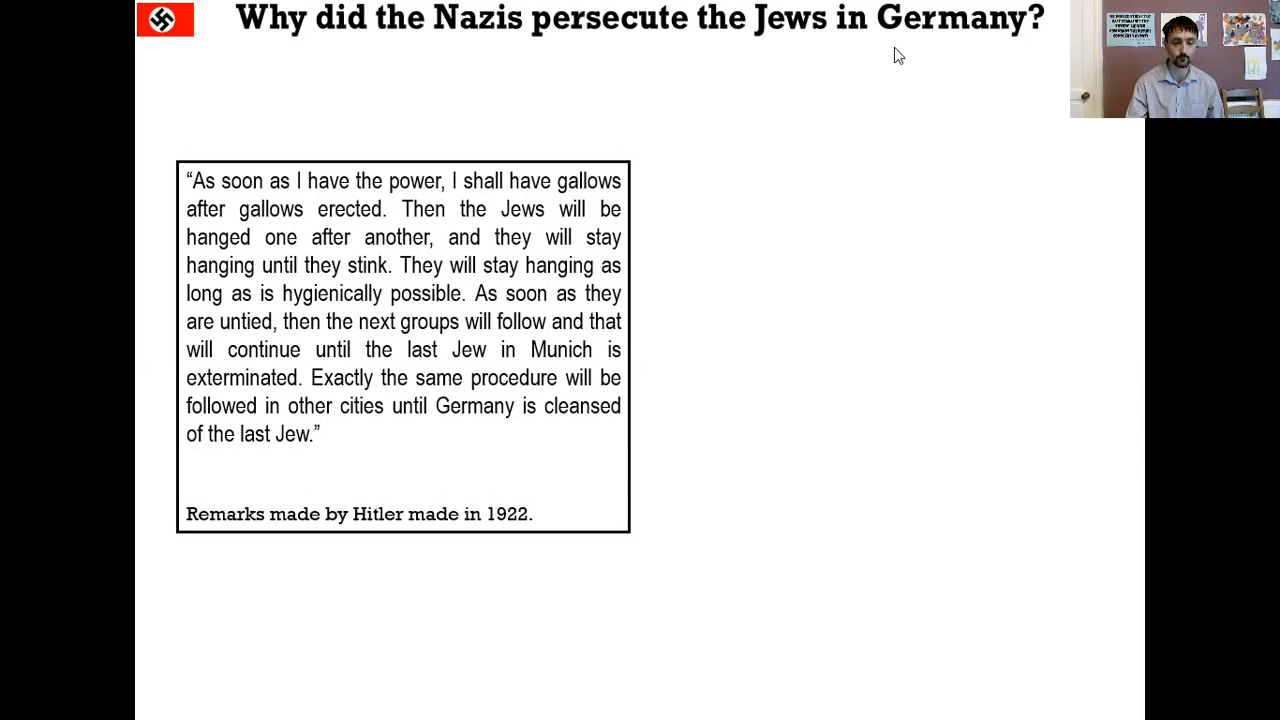 Why did the Nazis persecute the Jews in Germany?
“As soon as I have the power, I shall have gallows
after gallows erected. Then the Jews will be
hanged one after another, and they will stay
hanging until they stink. They will stay hanging as
long as is hygienically possible. As soon as they
are untied, then the next groups will follow and that
will continue until the last Jew in Munich is
exterminated. Exactly the same procedure will be
followed in other cities until Germany is cleansed
of the last Jew.”
Remarks made by Hitler made in 1922.